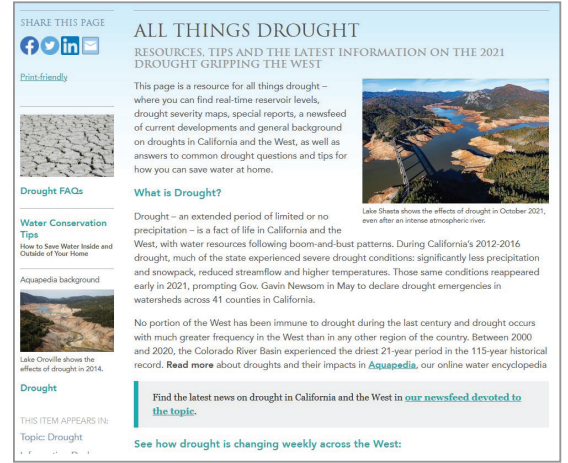 SHARE THIS PAGE
Print-friendly
Drought FAQs
Water Conservation
Tips
How to Save Water Inside and
Outside of Your Home
Aquapedia background
Lake Oroville shows the
effects of drought in 2014.
Drought
THIS ITEM APPEARS IN:
Topic: Drought
ALL THINGS DROUGHT
RESOURCES, TIPS AND THE LATEST INFORMATION ON THE 2021
DROUGHT GRIPPING THE WEST
This page is a resource for all things drought –
where you can find real-time reservoir levels,
drought severity maps, special reports, a newsfeed
of current developments and general background
on droughts in California and the West, as well as
answers to common drought questions and tips for
how you can save water at home.
Lake Shasta shows the effects of drought in October 2021,
even after an intense atmospheric river.
What is Drought?
Drought – an extended period of limited or no
precipitation – is a fact of life in California and the
West, with water resources following boom-and-bust patterns. During California's 2012-2016
drought, much of the state experienced severe drought conditions: significantly less precipitation
and snowpack, reduced streamflow and higher temperatures. Those same conditions reappeared
early in 2021, prompting Gov. Gavin Newsom in May to declare drought emergencies in
watersheds across 41 counties in California.
No portion of the West has been immune to drought during the last century and drought occurs
with much greater frequency in the West than in any other region of the country. Between 2000
and 2020, the Colorado River Basin experienced the driest 21-year period in the 115-year historical
record. Read more about droughts and their impacts in Aquapedia, our online water encyclopedia
Find the latest news on drought in California and the West in our newsfeed devoted to
the topic.
See how drought is changing weekly across the West: